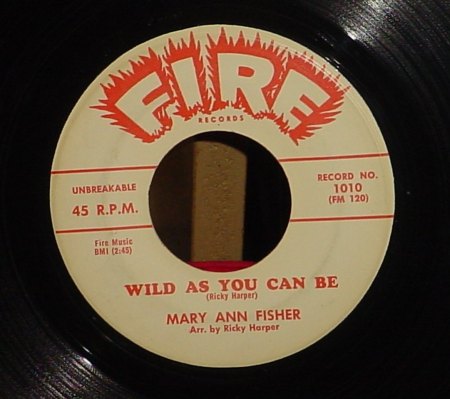 FIRE
RECORDS
UNBREAKABLE
45 R.P.M.
RECORD NO.
1010
(FM 120)
Fire Music
BMI (2:45)
WILD AS YOU CAN BE
(Ricky Harper)
MARY ANN FISHER
Arr. by Ricky Harper